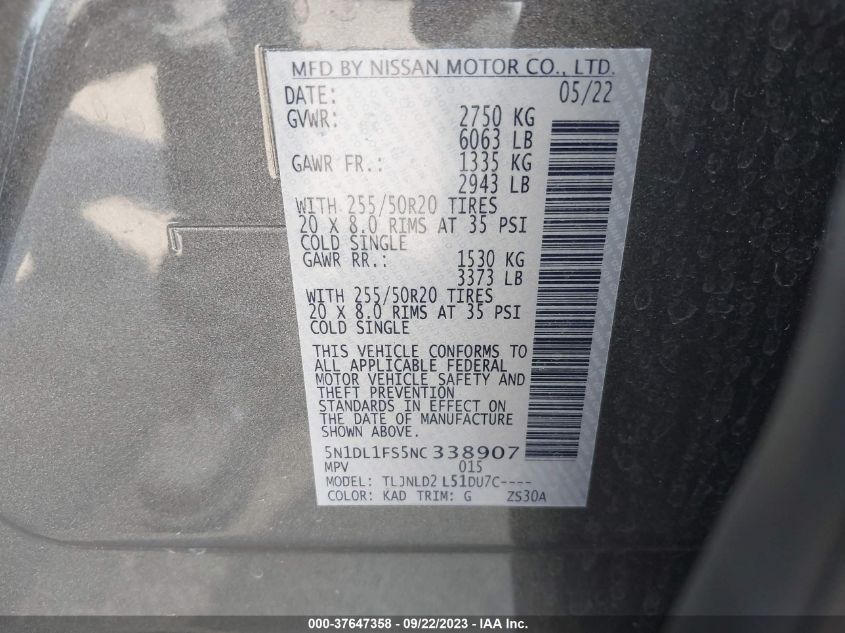 MFD BY NISSAN MOTOR CO., LTD.
DATE: 05/22
GVWR: 2750 KG
6063 LB
GAWR FR.: 1335 KG
2943 LB
WITH 255/50R20 TIRES
20 X 8.0 RIMS AT 35 PSI
COLD SINGLE
GAWR RR.: 1530 KG
3373 LB
WITH 255/50R20 TIRES
20 X 8.0 RIMS AT 35 PSI
COLD SINGLE
THIS VEHICLE CONFORMS TO
ALL APPLICABLE FEDERAL
MOTOR VEHICLE SAFETY AND
THEFT PREVENTION
STANDARDS IN EFFECT ON
THE DATE OF MANUFACTURE
SHOWN ABOVE.
5N1DL1FS5NC338907
MPV 015
MODEL: TLJNLD2 L51DU7C----
COLOR: KAD TRIM: G ZS30A
000-37647358 - 09/22/2023 - IAA Inc.